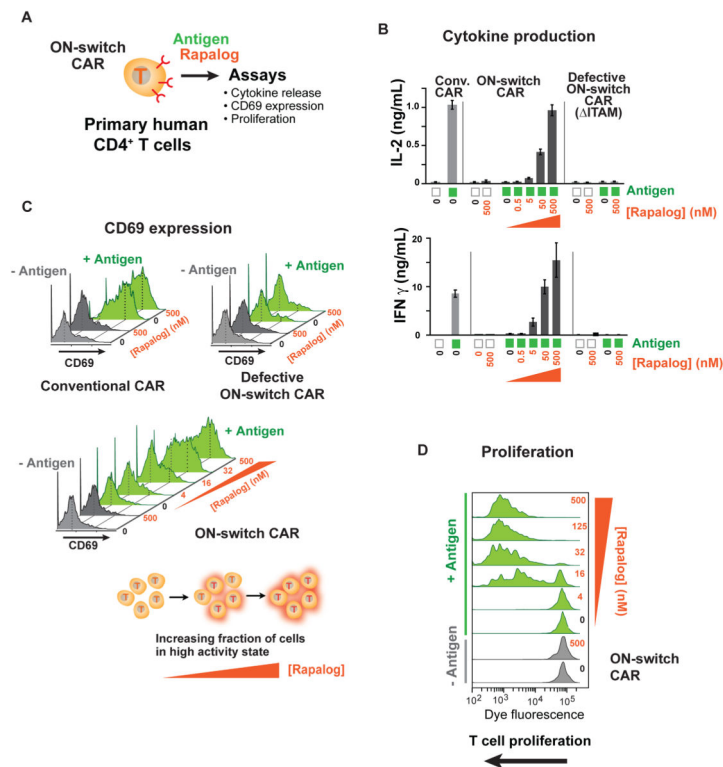 A
ON-switch
CAR
Antigen
Rapalog
Assays
• Cytokine release
• CD69 expression
• Proliferation
Primary human
CD4+ T cells
B
Cytokine production
Conv.
CAR
ON-switch
CAR
Defective
ON-switch
CAR
(ΔITAM)
IL-2 (ng/mL)
1.0
0.5
0
Antigen
0 0 0 500 0 0.5 5 50 500 0 500 0 500
[Rapalog] (nM)
IFN γ (ng/mL)
20
10
0
Antigen
0 0 0 500 0 0.5 5 50 500 0 500 0 500
[Rapalog] (nM)
C
CD69 expression
- Antigen
+ Antigen
0 500 0 500
[Rapalog] (nM)
CD69
Conventional CAR
- Antigen
+ Antigen
0 500 0 500
[Rapalog] (nM)
CD69
Defective
ON-switch CAR
- Antigen
+ Antigen
0 500 0 4 16 32 500
[Rapalog] (nM)
CD69
ON-switch CAR
T
Increasing fraction of cells
in high activity state
[Rapalog]
D
Proliferation
+ Antigen
- Antigen
500
125
32
16
4
0
500
0
[Rapalog] (nM)
ON-switch
CAR
102 103 104 105
Dye fluorescence
T cell proliferation